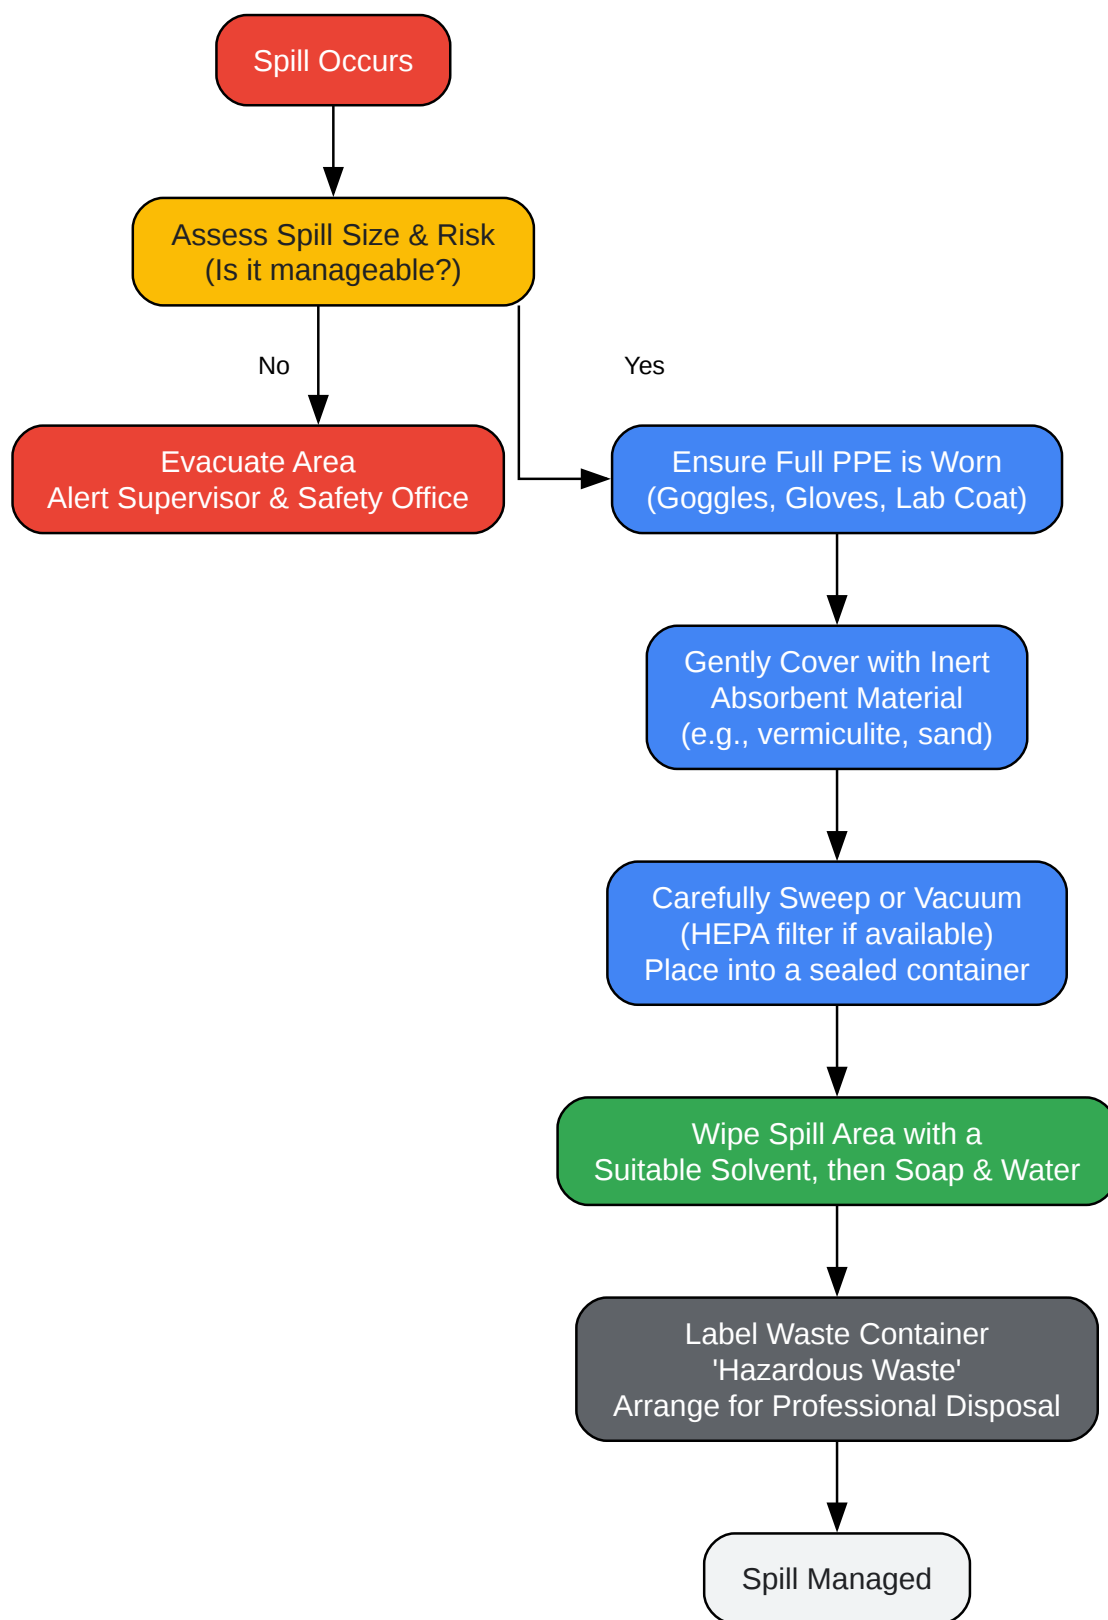 Spill Occurs
Assess Spill Size & Risk
(Is it manageable?)
No
Yes
Evacuate Area
Alert Supervisor & Safety Office
Ensure Full PPE is Worn
(Goggles, Gloves, Lab Coat)
Gently Cover with Inert
Absorbent Material
(e.g., vermiculite, sand)
Carefully Sweep or Vacuum
(HEPA filter if available)
Place into a sealed container
Wipe Spill Area with a
Suitable Solvent, then Soap & Water
Label Waste Container
'Hazardous Waste'
Arrange for Professional Disposal
Spill Managed